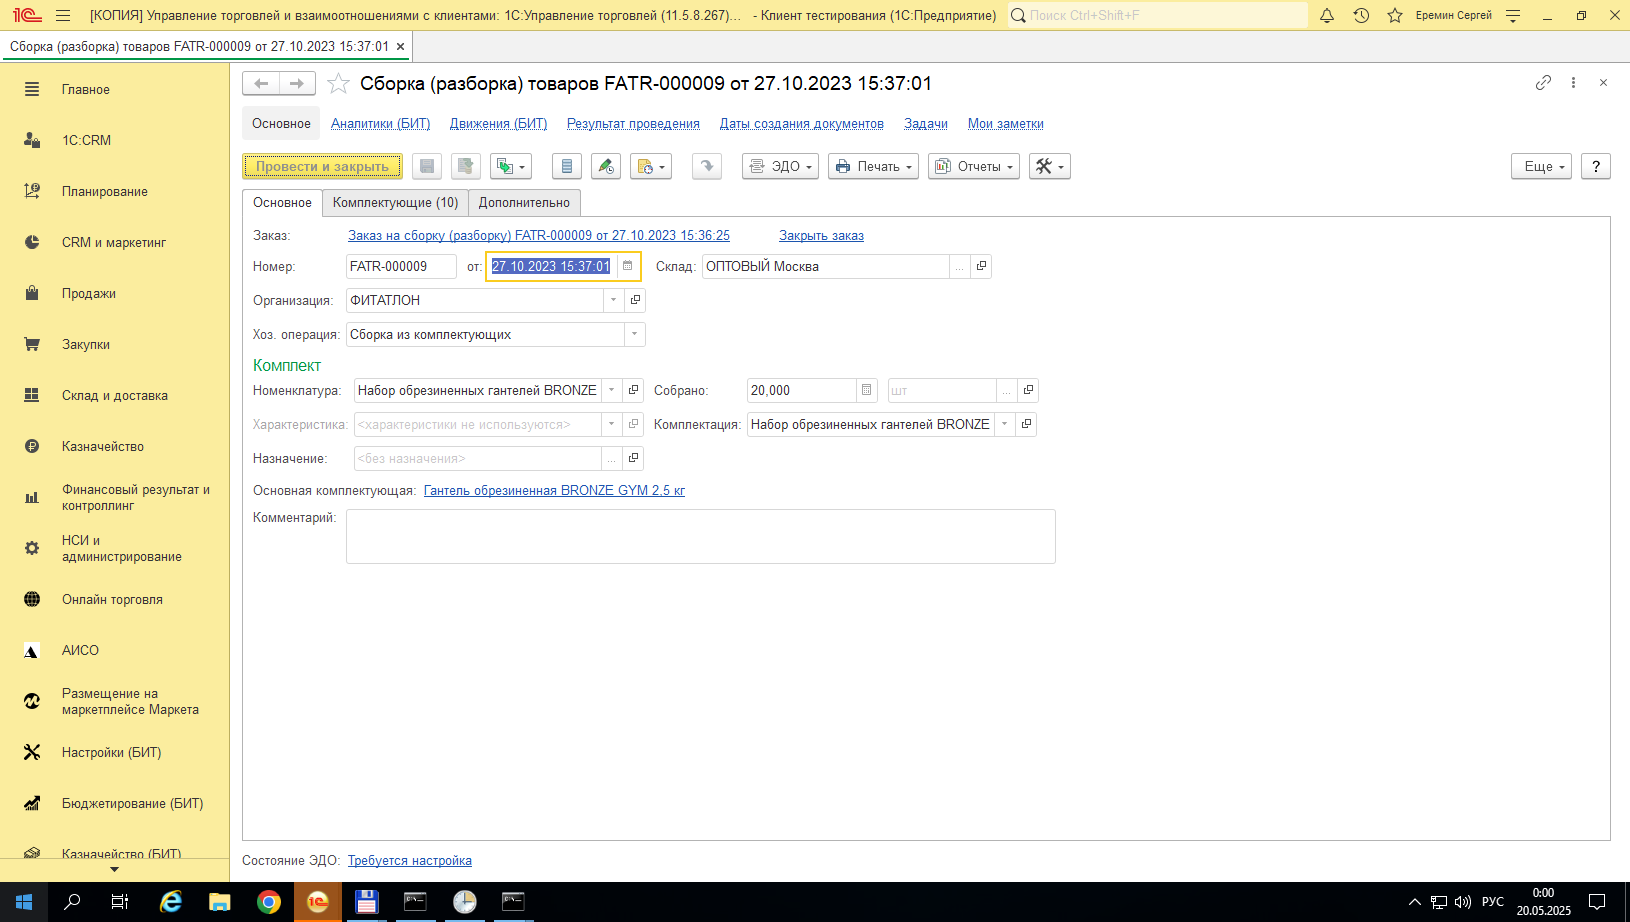 [КОПИЯ] Управление торговлей и взаимоотношениями с клиентами: 1С:Управление торговлей (11.5.8.267)... - Клиент тестирования (1С:Предприятие)
Поиск Ctrl+Shift+F
Еремин Сергей
Сборка (разборка) товаров FATR-000009 от 27.10.2023 15:37:01 ×
Главное
1C:CRM
Планирование
CRM и маркетинг
Продажи
Закупки
Склад и доставка
Казначейство
Финансовый результат и
контроллинг
НСИ и
администрирование
Онлайн торговля
АИСО
Размещение на
маркетплейсе Маркета
Настройки (БИТ)
Бюджетирование (БИТ)
Казначейство (БИТ)
Сборка (разборка) товаров FATR-000009 от 27.10.2023 15:37:01
Основное Аналитики (БИТ) Движения (БИТ) Результат проведения Даты создания документов Задачи Мои заметки
Провести и закрыть ЭДО Печать Отчеты Еще ?
Основное Комплектующие (10) Дополнительно
Заказ: Заказ на сборку (разборку) FATR-000009 от 27.10.2023 15:36:25 Закрыть заказ
Номер: FATR-000009 от: 27.10.2023 15:37:01 Склад: ОПТОВЫЙ Москва ...
Организация: ФИТАТЛОН
Хоз. операция: Сборка из комплектующих
Комплект
Номенклатура: Набор обрезиненных гантелей BRONZE Собрано: 20,000 шт ...
Характеристика: <характеристики не используются> Комплектация: Набор обрезиненных гантелей BRONZE
Назначение: <без назначения> ...
Основная комплектующая: Гантель обрезиненная BRONZE GYM 2,5 кг
Комментарий:
Состояние ЭДО: Требуется настройка
РУС
0:00
20.05.2025